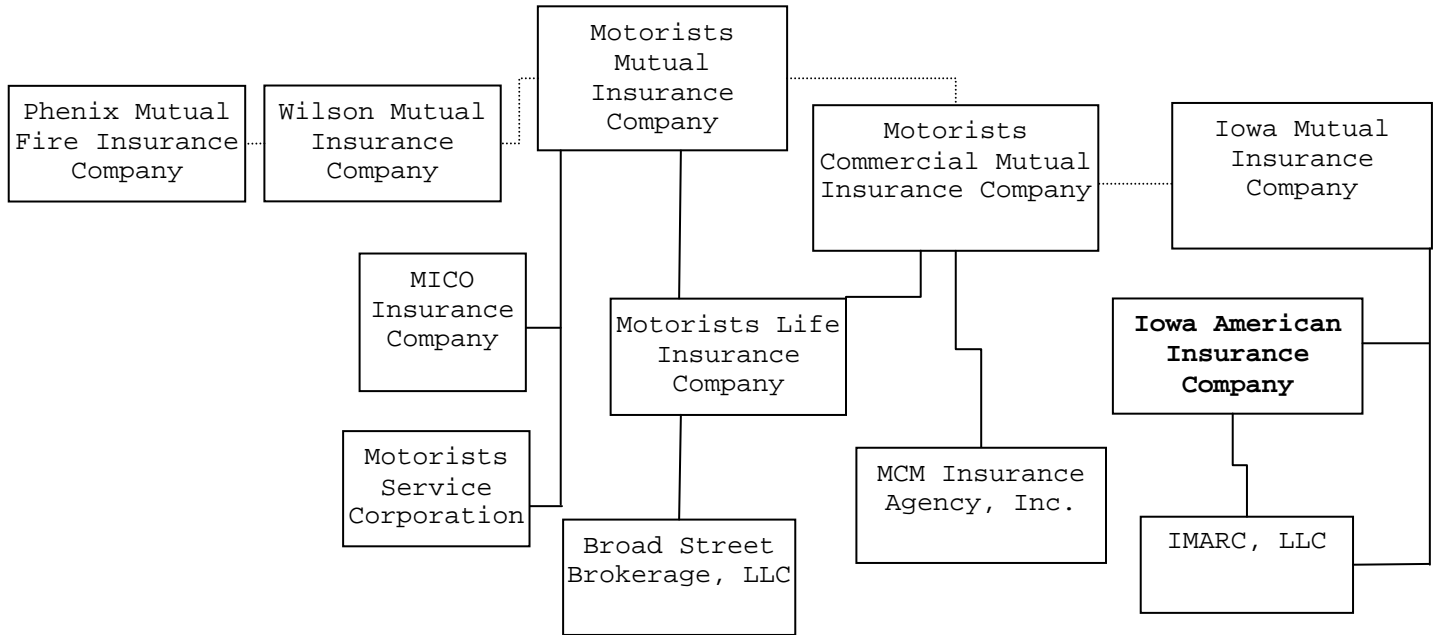 Motorists
Mutual
Insurance
Company
Phenix Mutual
Fire Insurance
Company
Wilson Mutual
Insurance
Company
Motorists
Commercial Mutual
Insurance Company
Iowa Mutual
Insurance
Company
MICO
Insurance
Company
Motorists Life
Insurance
Company
Iowa American
Insurance
Company
Motorists
Service
Corporation
Broad Street
Brokerage, LLC
MCM Insurance
Agency, Inc.
IMARC, LLC